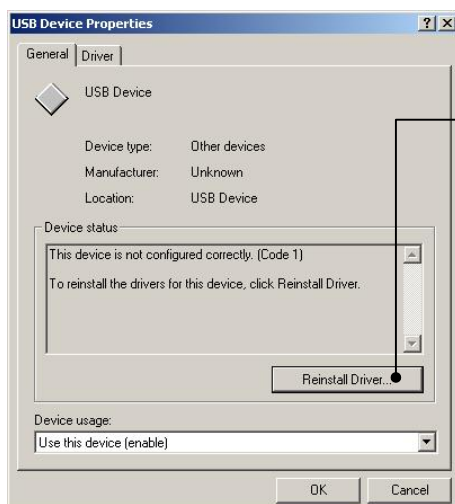 USB Device Properties
General Driver
USB Device
Device type: Other devices
Manufacturer: Unknown
Location: USB Device
Device status
This device is not configured correctly. (Code 1)
To reinstall the drivers for this device, click Reinstall Driver.
Reinstall Driver...
Device usage:
Use this device (enable)
OK Cancel